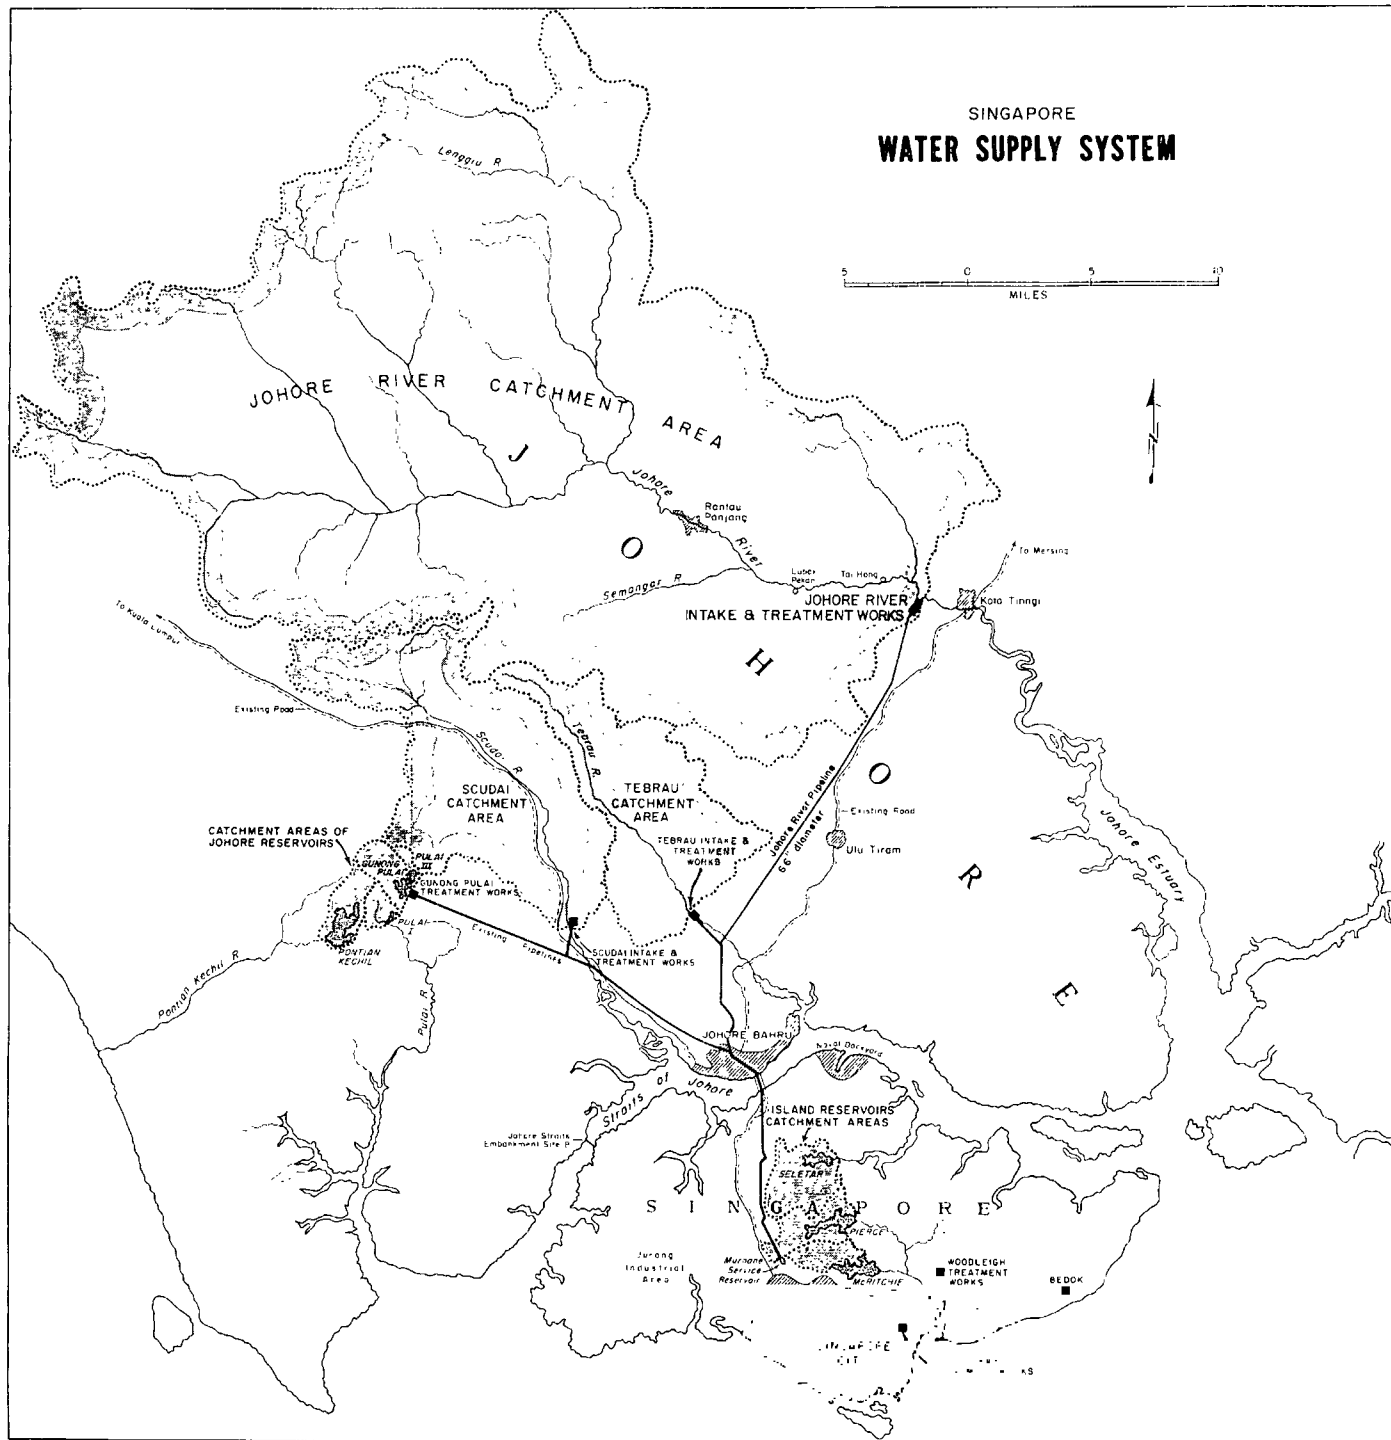 SINGAPORE
WATER SUPPLY SYSTEM
5 0 5 10
MILES
Lenggiu R
JOHORE RIVER CATCHMENT AREA
J O H O R E
Johore River
Rantau
Panjang
To Mersing
Semangar R
Pekan
Tai Hong
Kota Tinngi
JOHORE RIVER
INTAKE & TREATMENT WORKS
To Kuala Lumpur
Existing Road
Scudai R
Tebrau R.
SCUDAI
CATCHMENT
AREA
TEBRAU
CATCHMENT
AREA
Johore River Pipeline
66" diameter
Existing Road
Ulu Tiram
Johore Estuary
CATCHMENT AREAS OF
JOHORE RESERVOIRS
GUNONG
PULAI
PULAI
III
GUNONG PULAI
TREATMENT WORKS
TEBRAU INTAKE &
TREATMENT
WORKS
PULAI
I
PONTIAN
KECHIL
Existing Pipelines
SCUDAI INTAKE &
TREATMENT WORKS
Pontian Kechil R
Pulai R
JOHORE BAHRU
Naval Dockyard
Straits of Johore
ISLAND RESERVOIRS
CATCHMENT AREAS
Johore Straits
Embankment Site B
SELETAR
SINGAPORE
PIERCE
Jurong
Industrial
Area
Murnane
Service
Reservoir
McRITCHIE
WOODLEIGH
TREATMENT
WORKS
BEDOK